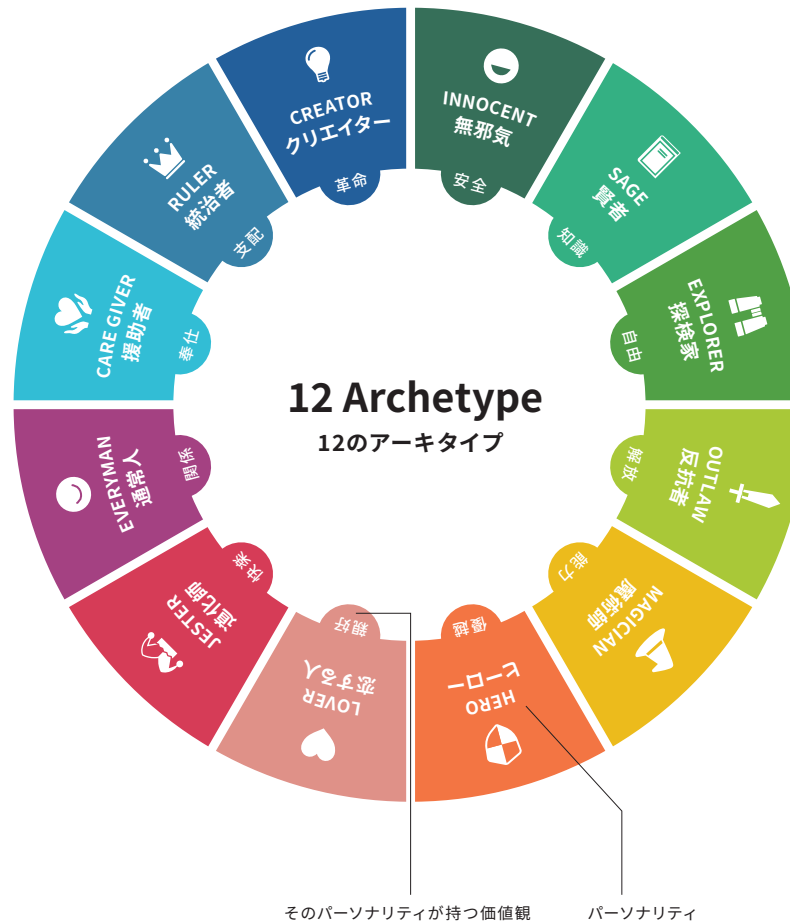 CREATOR
クリエイター
革命
INNOCENT
無邪気
安全
SAGE
賢者
知識
EXPLORER
探検家
自由
OUTLAW
反抗者
解放
MAGICIAN
魔術師
能力
HERO
ヒーロー
優越
LOVER
恋する人
親好
JESTER
道化師
快楽
EVERYMAN
通常人
関係
CARE GIVER
援助者
奉仕
RULER
統治者
支配
12 Archetype
12のアーキタイプ
そのパーソナリティが持つ価値観
パーソナリティ